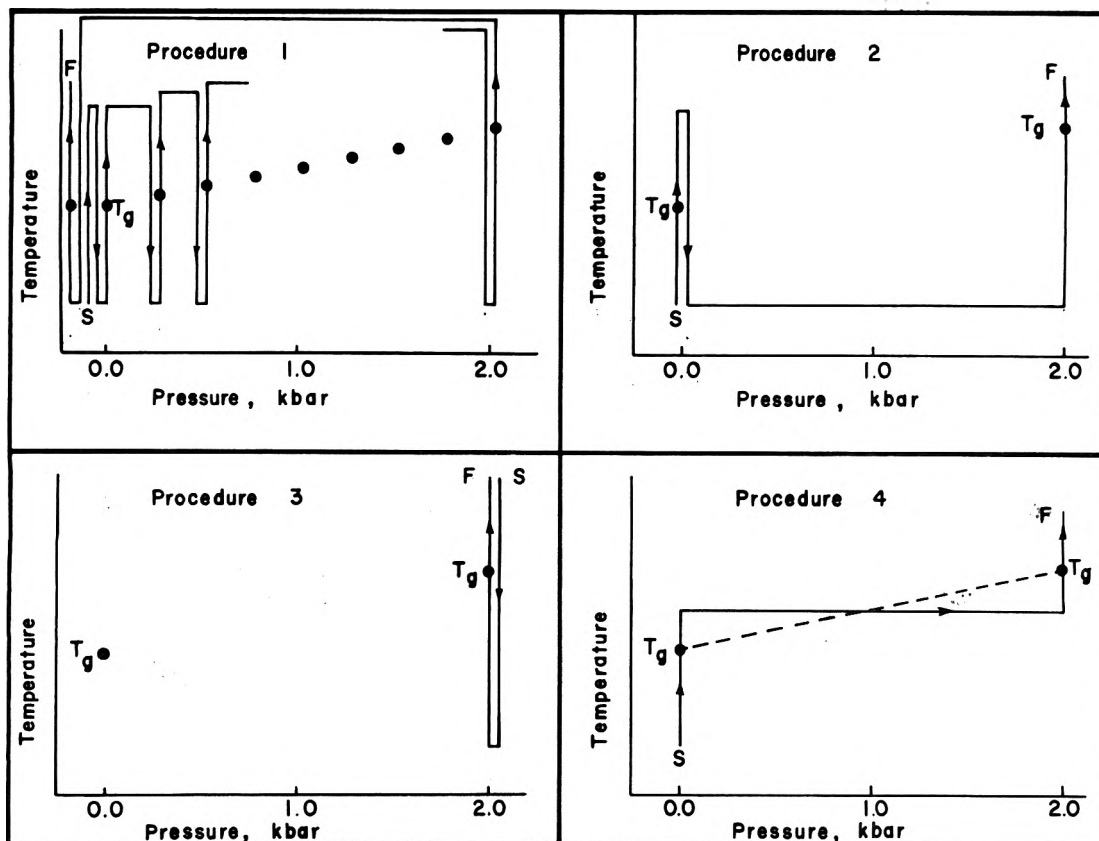 Procedure 1
F
Tg
S
Temperature
0.0 1.0 2.0
Pressure, kbar
Procedure 2
F
Tg
Tg
S
Temperature
0.0 1.0 2.0
Pressure, kbar
Procedure 3
F S
Tg
Tg
Temperature
0.0 1.0 2.0
Pressure, kbar
Procedure 4
F
Tg
Tg
S
Temperature
0.0 1.0 2.0
Pressure, kbar